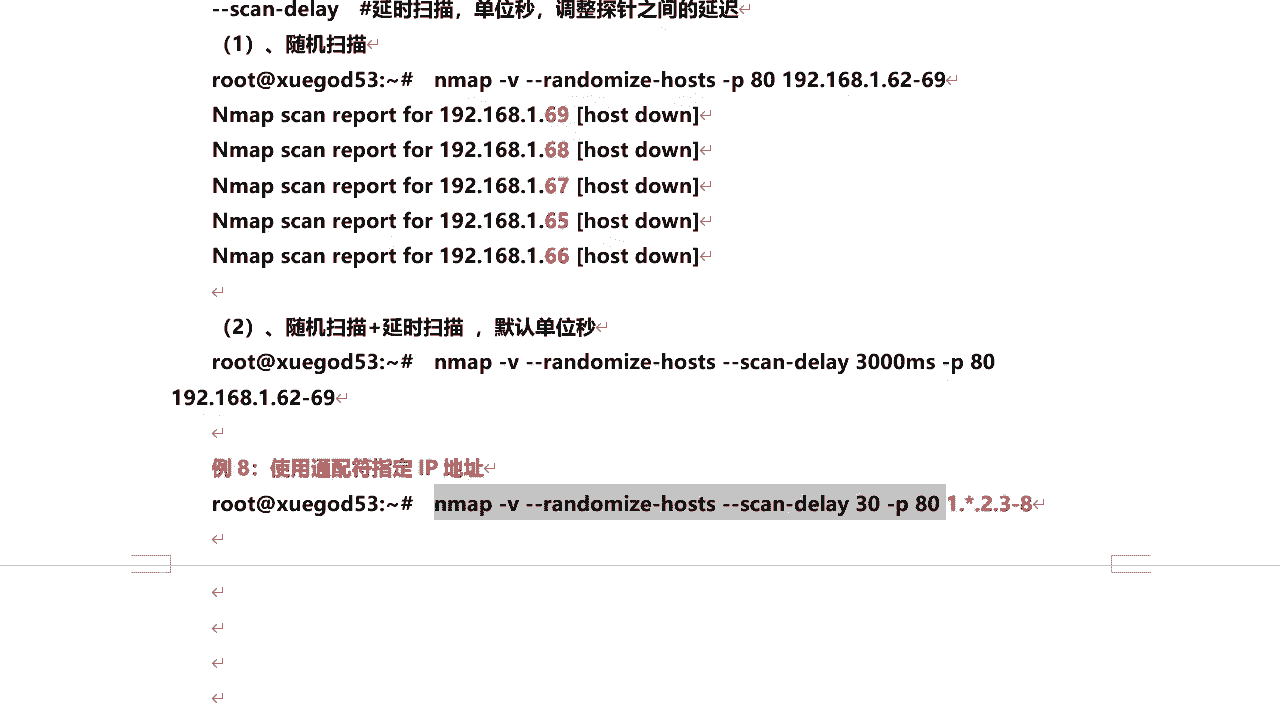 --scan-delay #延时扫描，单位秒，调整探针之间的延迟
（1）、随机扫描
root@xuegod53:~# nmap -v --randomize-hosts -p 80 192.168.1.62-69
Nmap scan report for 192.168.1.69 [host down]
Nmap scan report for 192.168.1.68 [host down]
Nmap scan report for 192.168.1.67 [host down]
Nmap scan report for 192.168.1.65 [host down]
Nmap scan report for 192.168.1.66 [host down]
（2）、随机扫描+延时扫描 ，默认单位秒
root@xuegod53:~# nmap -v --randomize-hosts --scan-delay 3000ms -p 80
192.168.1.62-69
例 8：使用通配符指定 IP 地址
root@xuegod53:~# nmap -v --randomize-hosts --scan-delay 30 -p 80 1.*.2.3-8